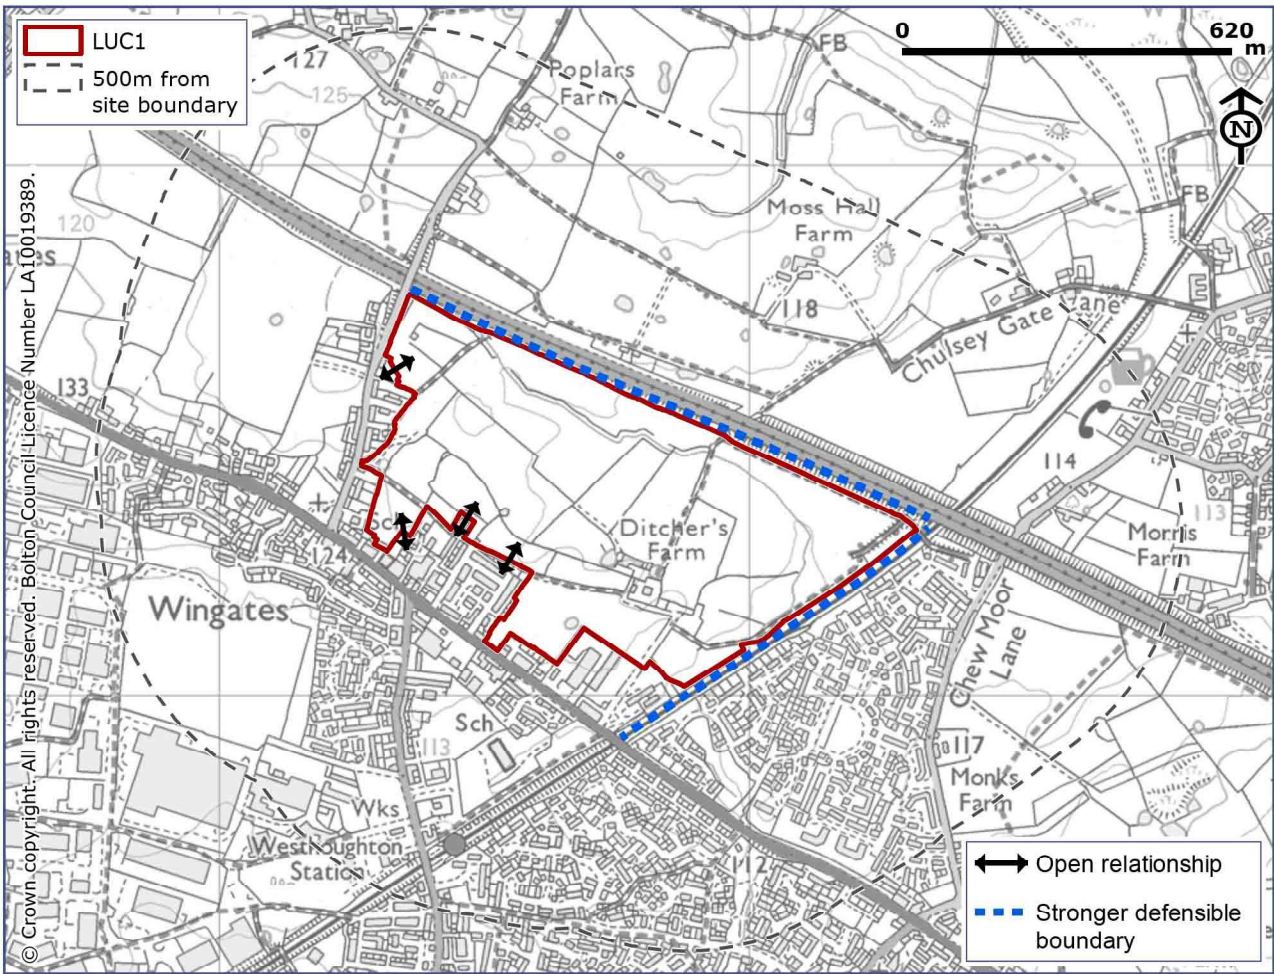 LUC1
500m from
site boundary
0 620
m
N
FB
127
Poplars
Farm
125
120
Moss Hall
Farm
FB
118
Chulsey Gate Lane
133
114
113
Morris
Farm
Sch
Ditcher's
Farm
124
Wingates
Chew Moor
Lane
Sch
113
117
Monks
Farm
Wks
Westhoughton
Station
112
Open relationship
Stronger defensible
boundary
© Crown copyright. All rights reserved. Bolton Council Licence Number LA100019389.